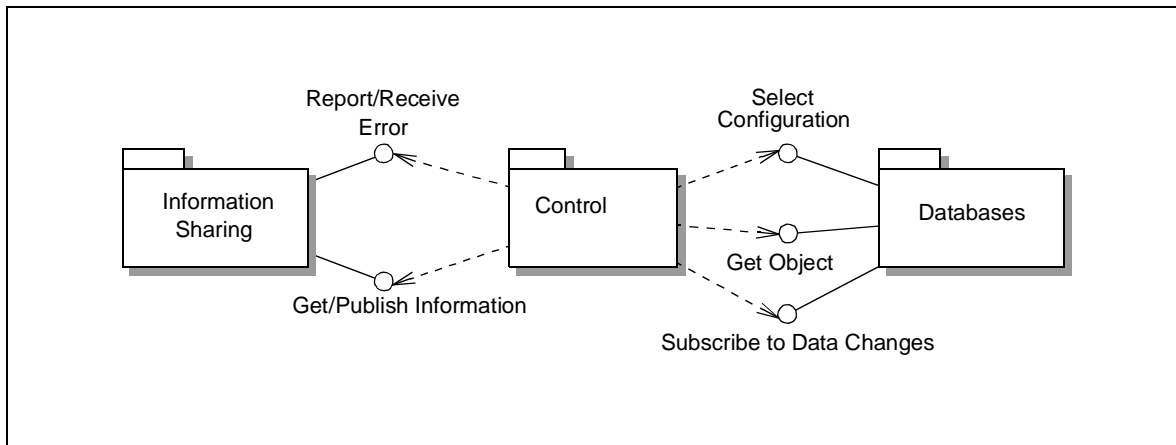 Report/Receive
Error
Select
Configuration
Information
Sharing
Control
Databases
Get Object
Get/Publish Information
Subscribe to Data Changes